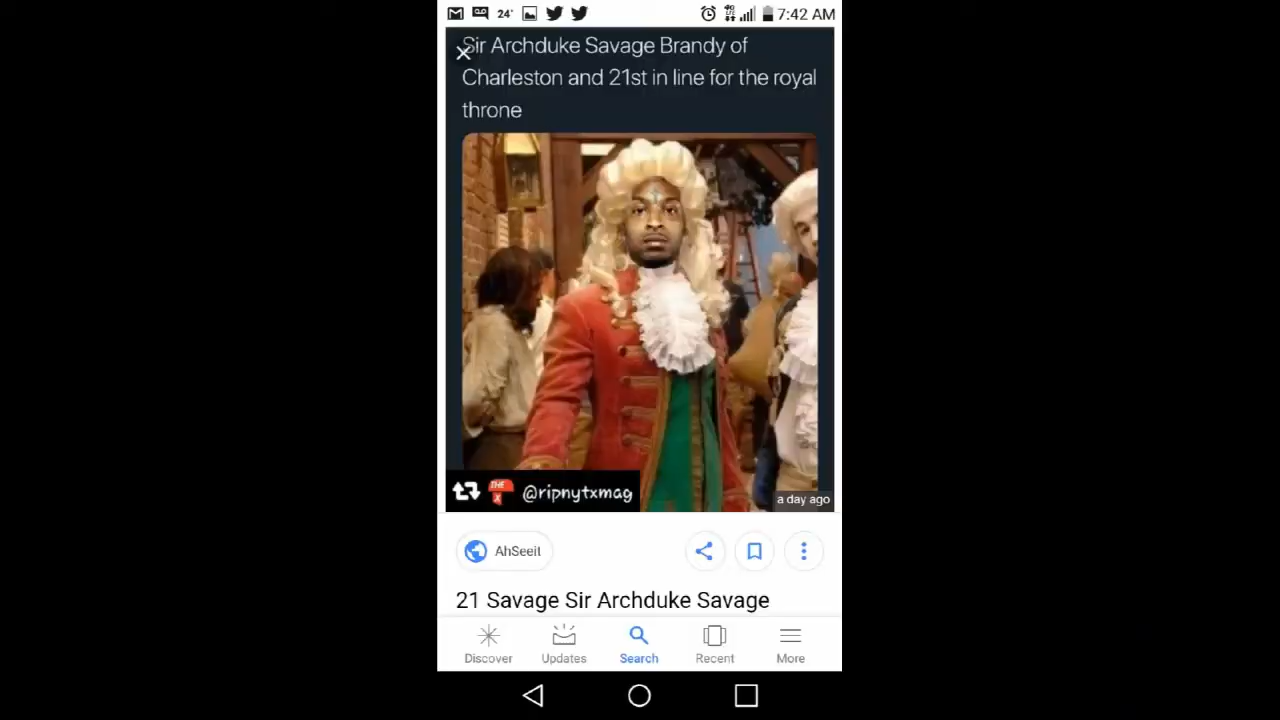 24°
7:42 AM
Sir Archduke Savage Brandy of
Charleston and 21st in line for the royal
throne
THE
X
@ripnytxmag
a day ago
AhSeeit
21 Savage Sir Archduke Savage
Discover
Updates
Search
Recent
More